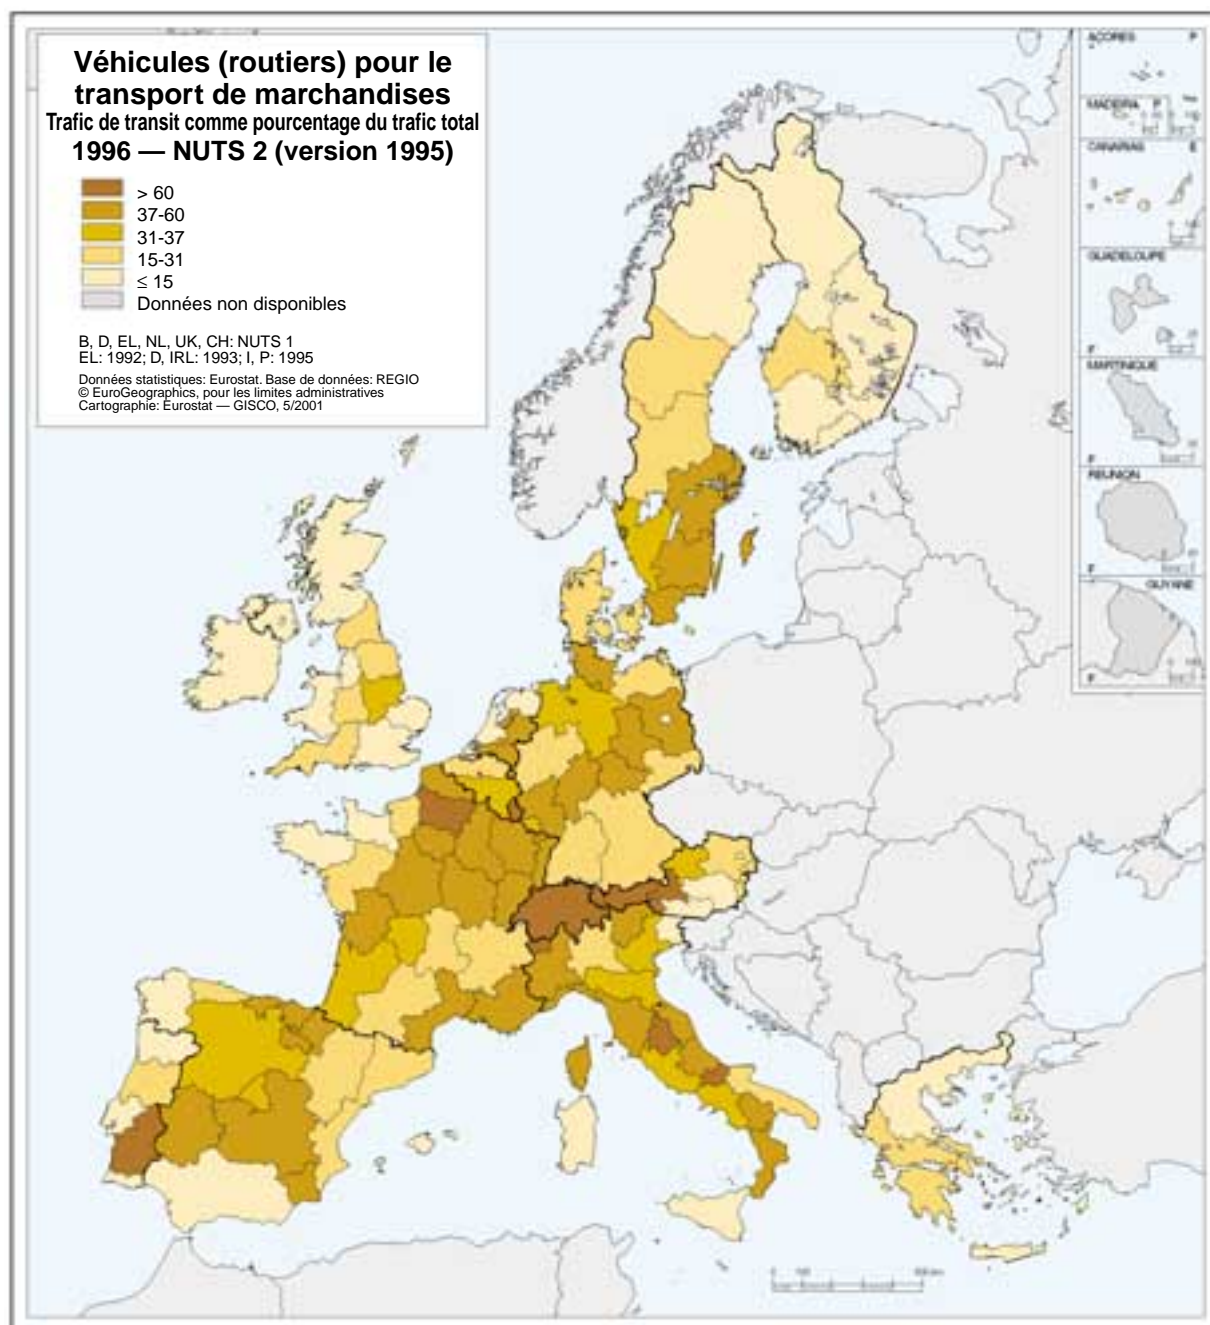 Véhicules (routiers) pour le
transport de marchandises
Trafic de transit comme pourcentage du trafic total
1996 — NUTS 2 (version 1995)
> 60
37-60
31-37
15-31
≤ 15
Données non disponibles
B, D, EL, NL, UK, CH: NUTS 1
EL: 1992; D, IRL: 1993; I, P: 1995
Données statistiques: Eurostat. Base de données: REGIO
© EuroGeographics, pour les limites administratives
Cartographie: Eurostat — GISCO, 5/2001
AÇORES P
MADEIRA P
CANARIAS E
GUADELOUPE
F
MARTINIQUE
F
REUNION
F
GUYANE
F
0 100